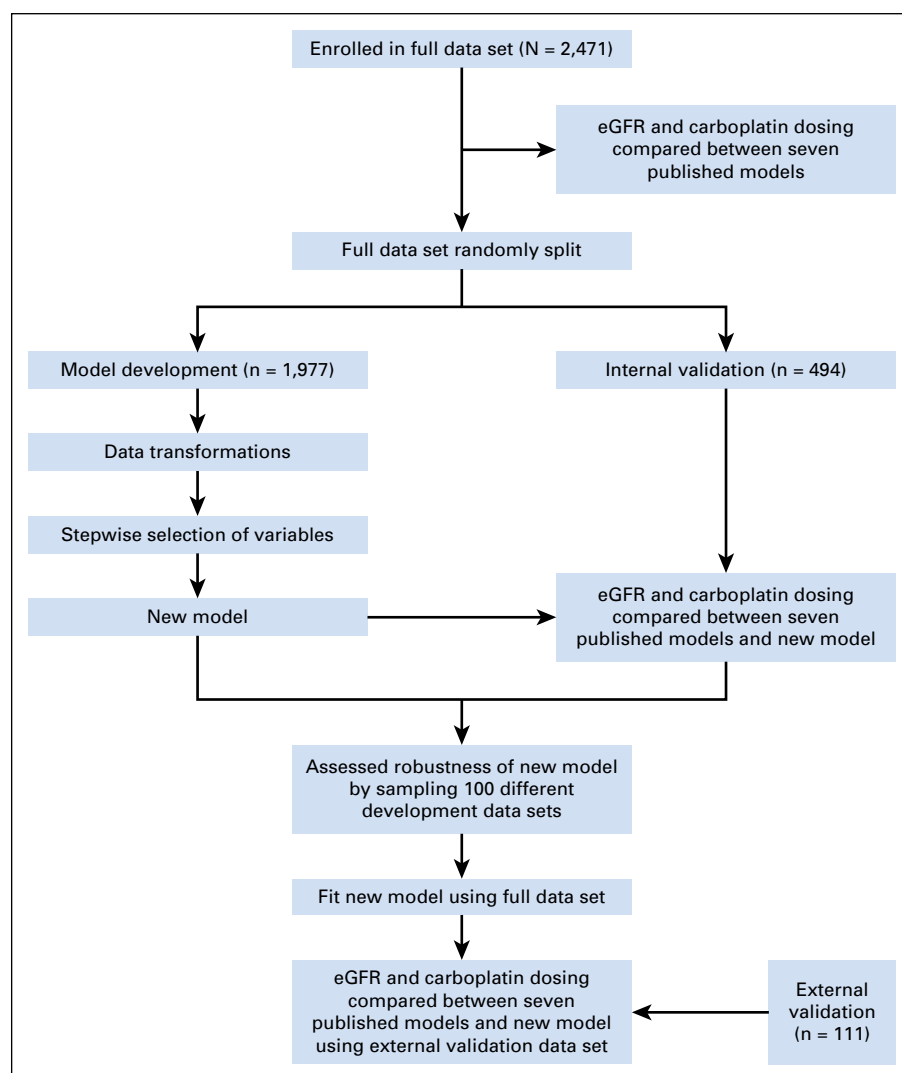 Enrolled in full data set (N = 2,471)
eGFR and carboplatin dosing
compared between seven
published models
Full data set randomly split
Model development (n = 1,977)
Internal validation (n = 494)
Data transformations
Stepwise selection of variables
New model
eGFR and carboplatin dosing
compared between seven
published models and new model
Assessed robustness of new model
by sampling 100 different
development data sets
Fit new model using full data set
eGFR and carboplatin dosing
compared between seven
published models and new model
using external validation data set
External
validation
(n = 111)